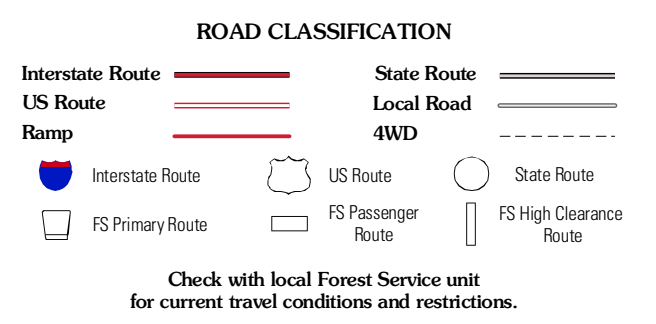 ROAD CLASSIFICATION
Interstate Route
State Route
US Route
Local Road
Ramp
4WD
Interstate Route
US Route
State Route
FS Primary Route
FS Passenger
Route
FS High Clearance
Route
Check with local Forest Service unit
for current travel conditions and restrictions.